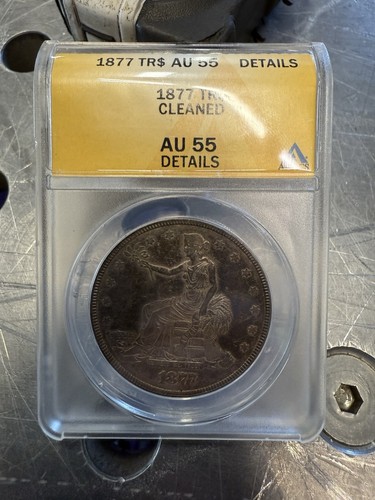 1877 TR$ AU 55 DETAILS
1877 TR$
CLEANED
AU 55
DETAILS
1877